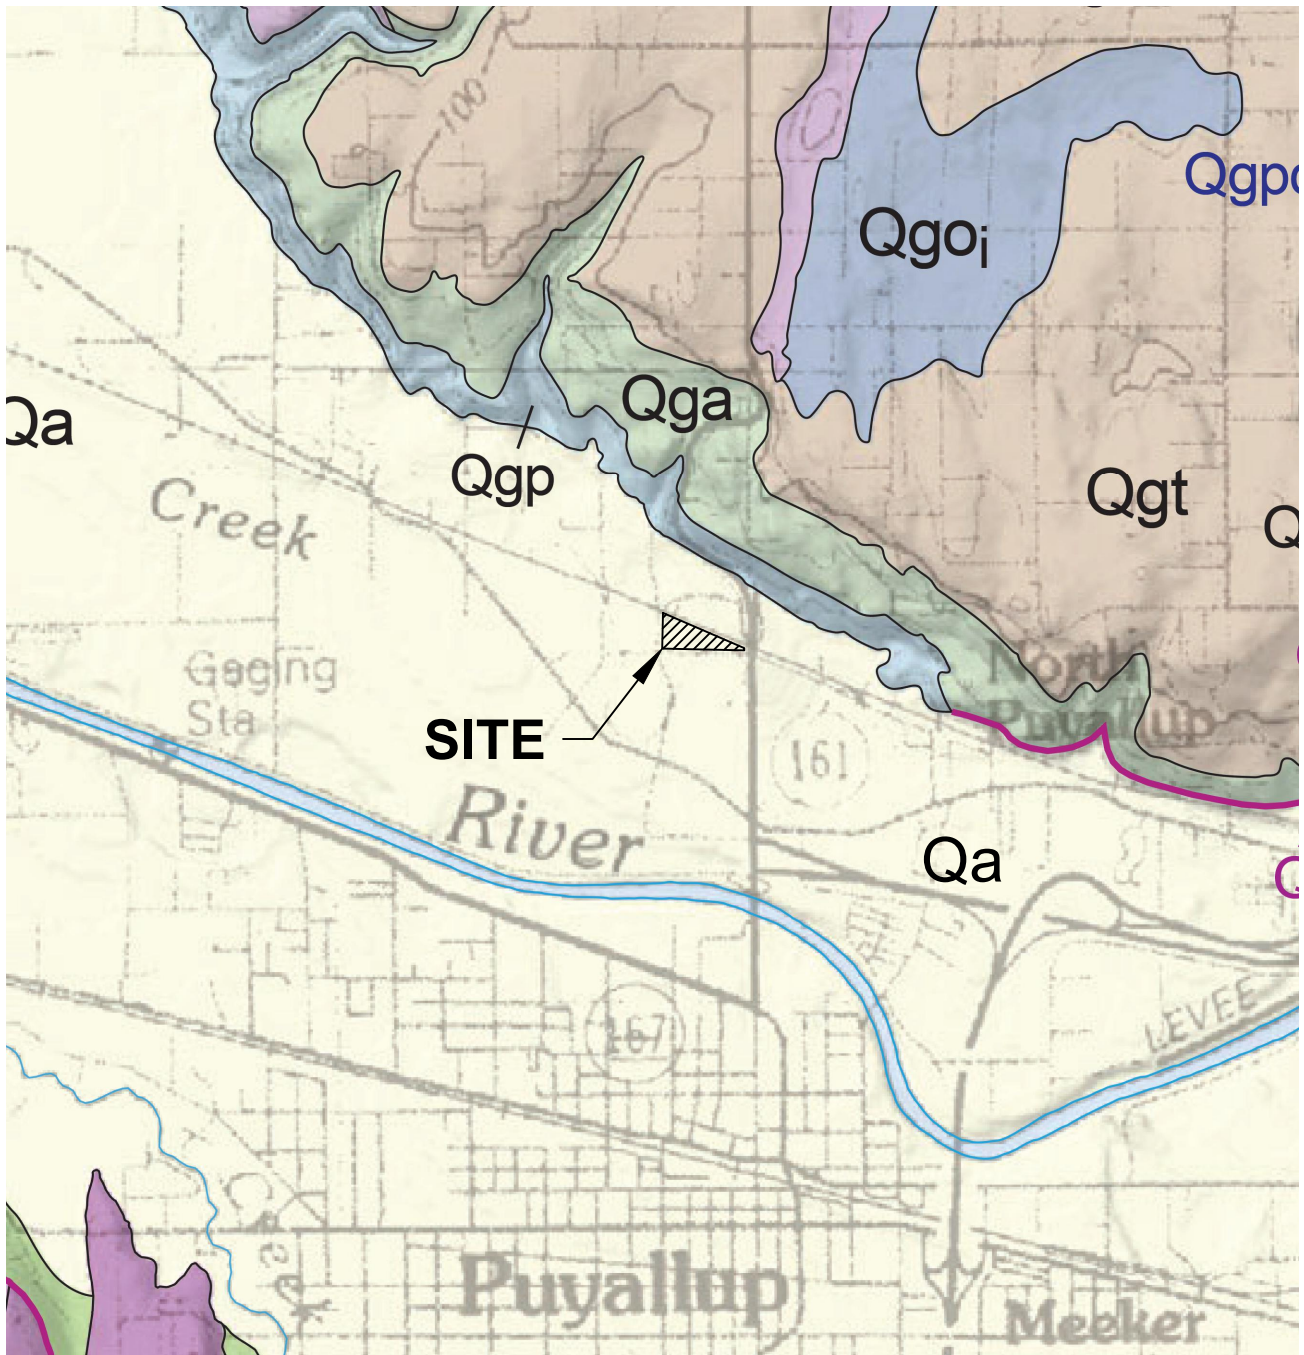 100
Qgpc
Qgoi
Qga
Qa
Qgp
Qgt
Q
Creek
North
Puyallup
Gaging
Sta
SITE
161
River
Qa
Q
LEVEE
167
Creek
Puyallup
Meeker